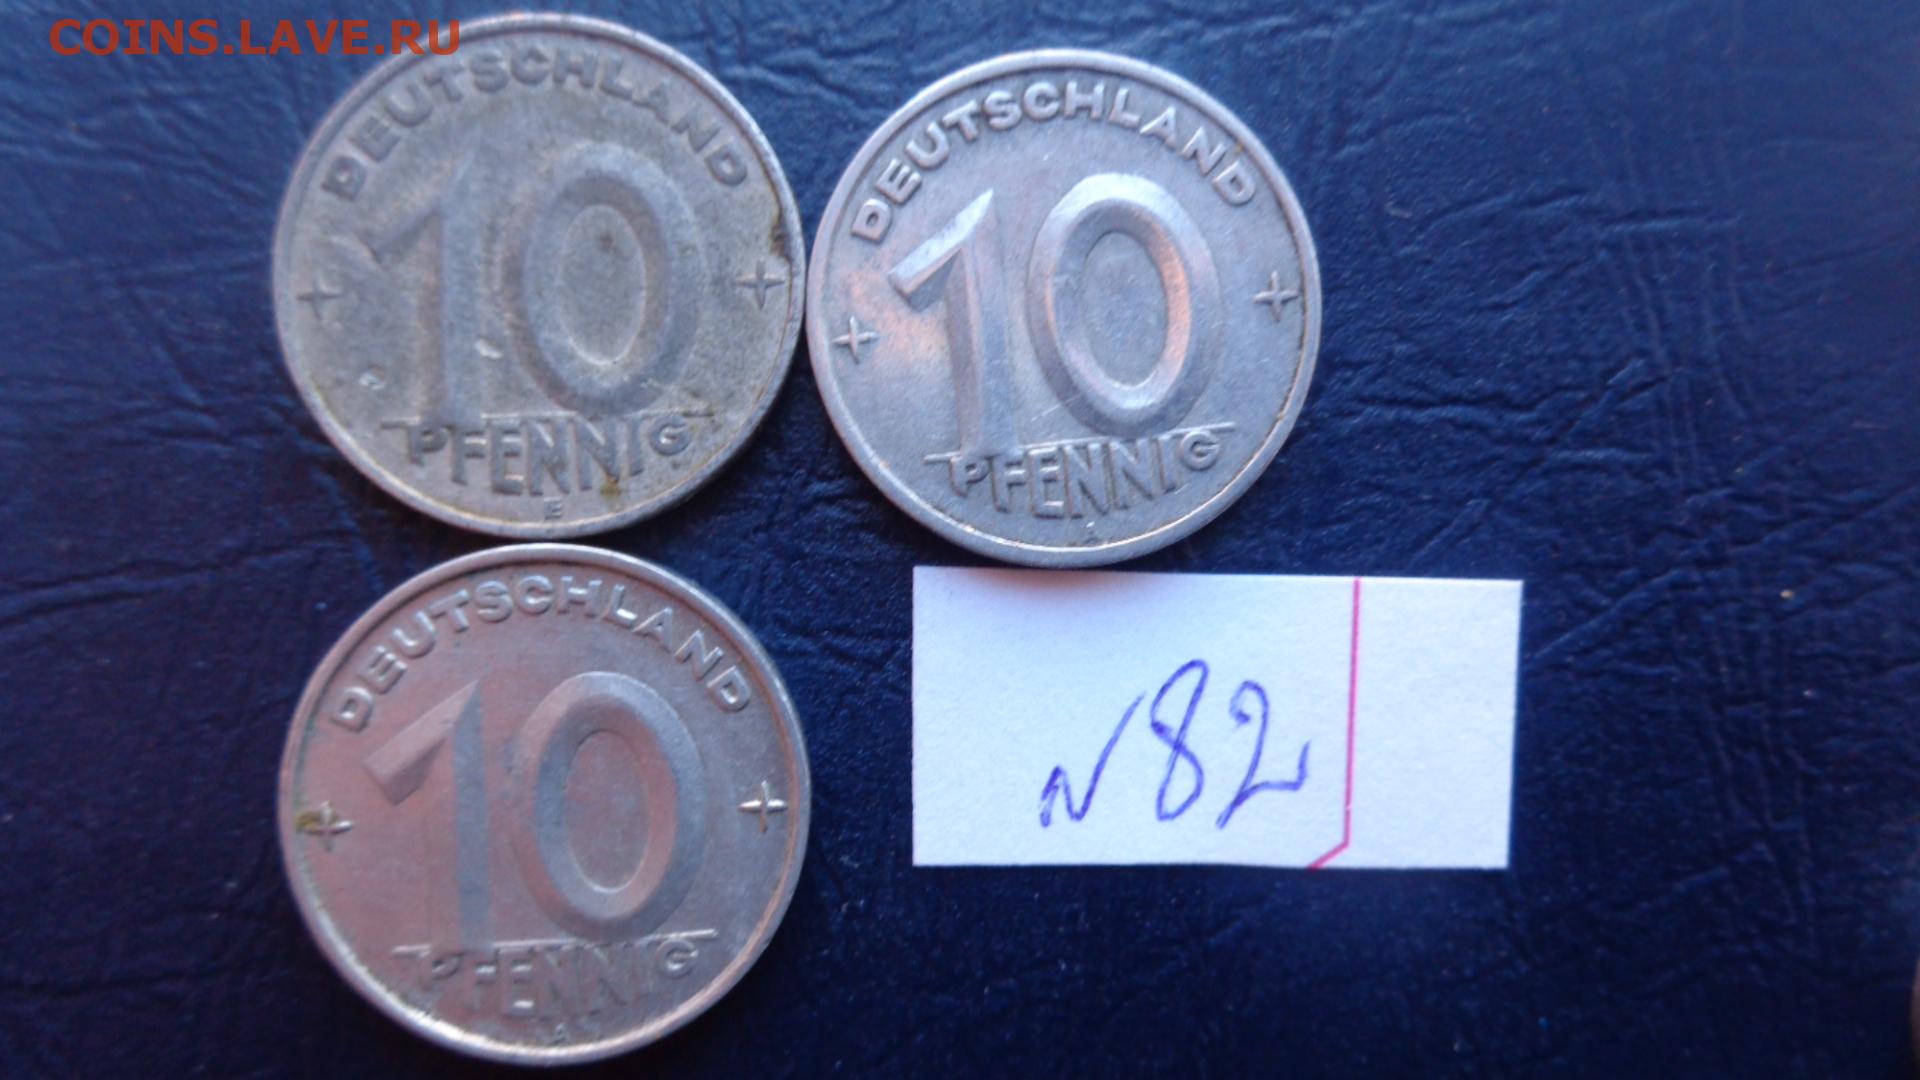 COINS.LAVE.RU
DEUTSCHLAND
10
PFENNIG
E
DEUTSCHLAND
10
PFENNIG
A
DEUTSCHLAND
10
PFENNIG
A
N82